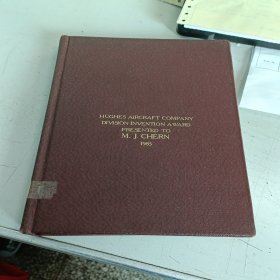 HUGHES AIRCRAFT COMPANY
DIVISION INVENTION AWARD
PRESENTED TO
M. J. CHERN
1985